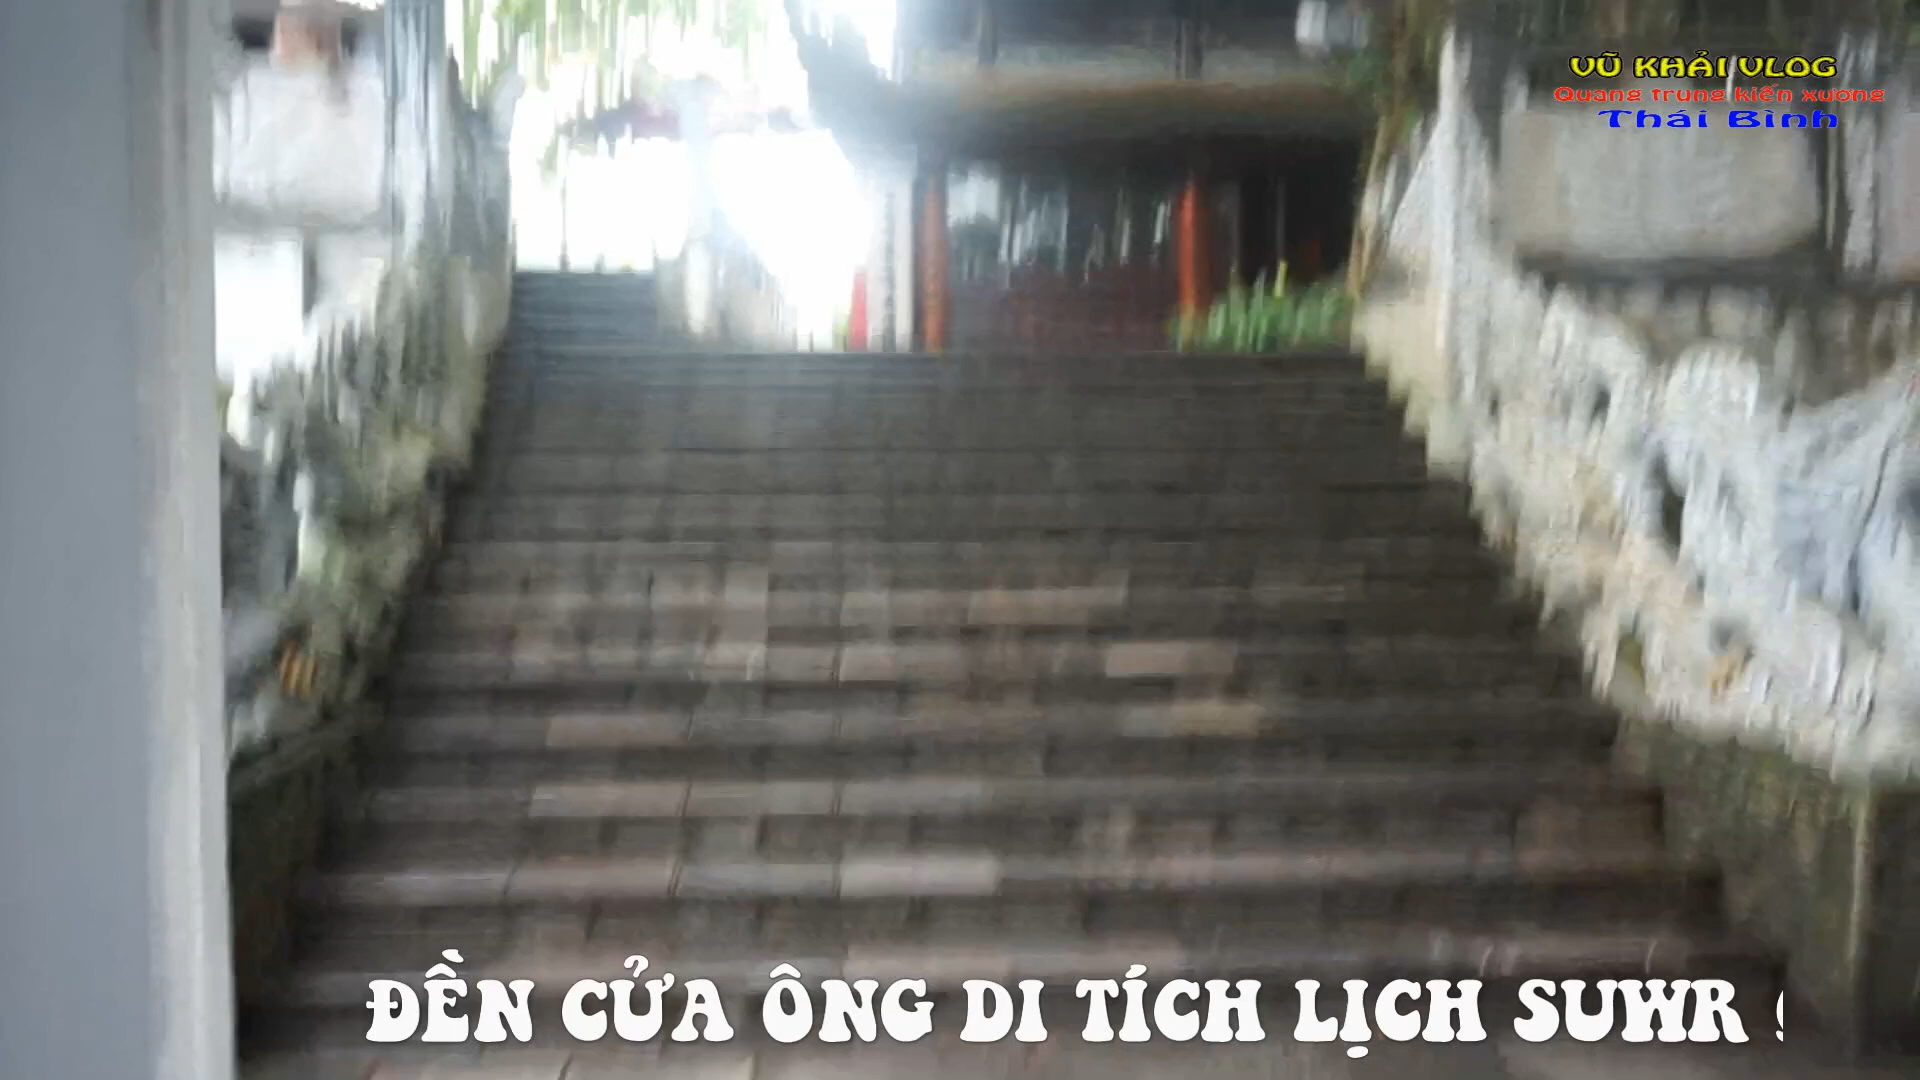 VŨ KHẢI VLOG
Quang trung kiến xương
Thái Bình
ĐỀN CỬA ÔNG DI TÍCH LỊCH SUWR